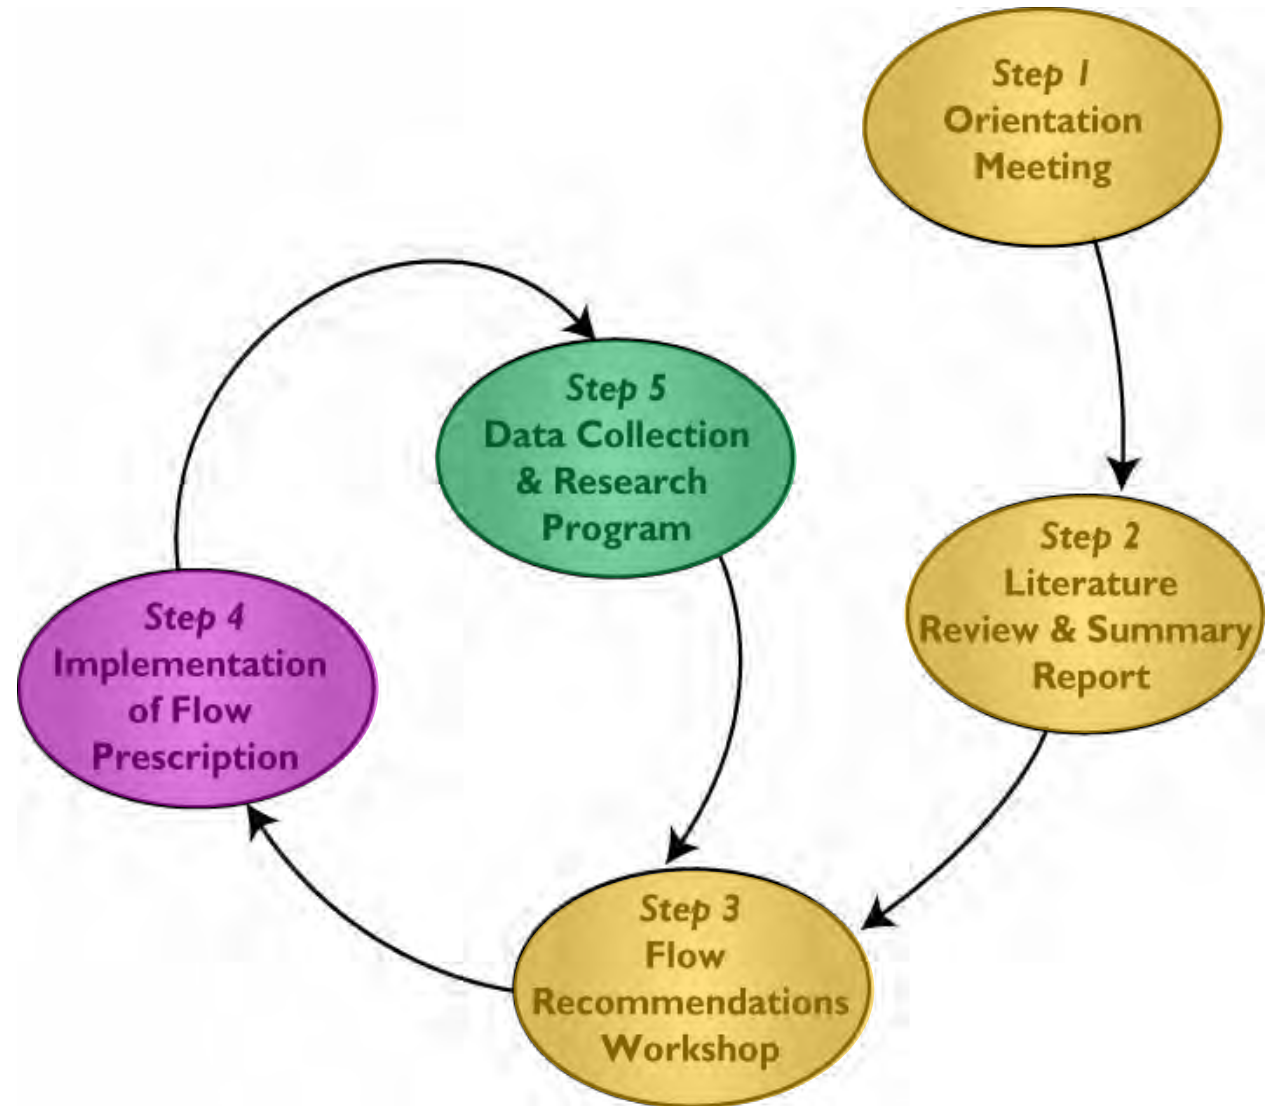 Step 1
Orientation
Meeting
Step 2
Literature
Review & Summary
Report
Step 3
Flow
Recommendations
Workshop
Step 4
Implementation
of Flow
Prescription
Step 5
Data Collection
& Research
Program